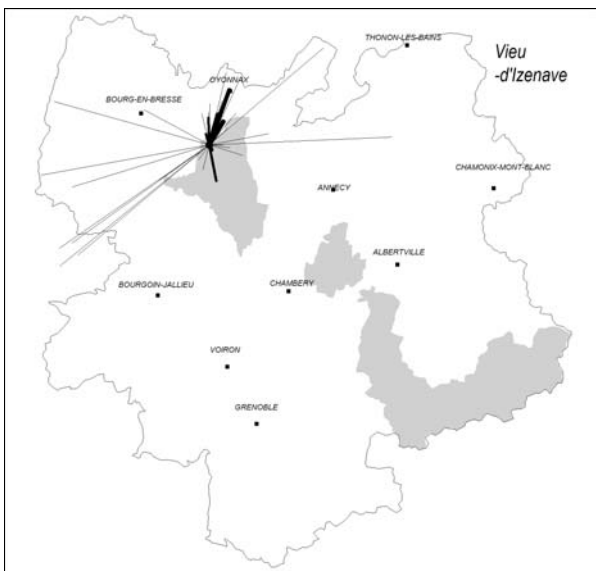 THONON-LES-BAINS
Vieu
-d'Izenave
OYONNAX
BOURG-EN-BRESSE
CHAMONIX-MONT-BLANC
ANNECY
ALBERTVILLE
BOURGOIN-JALLIEU
CHAMBERY
VOIRON
GRENOBLE